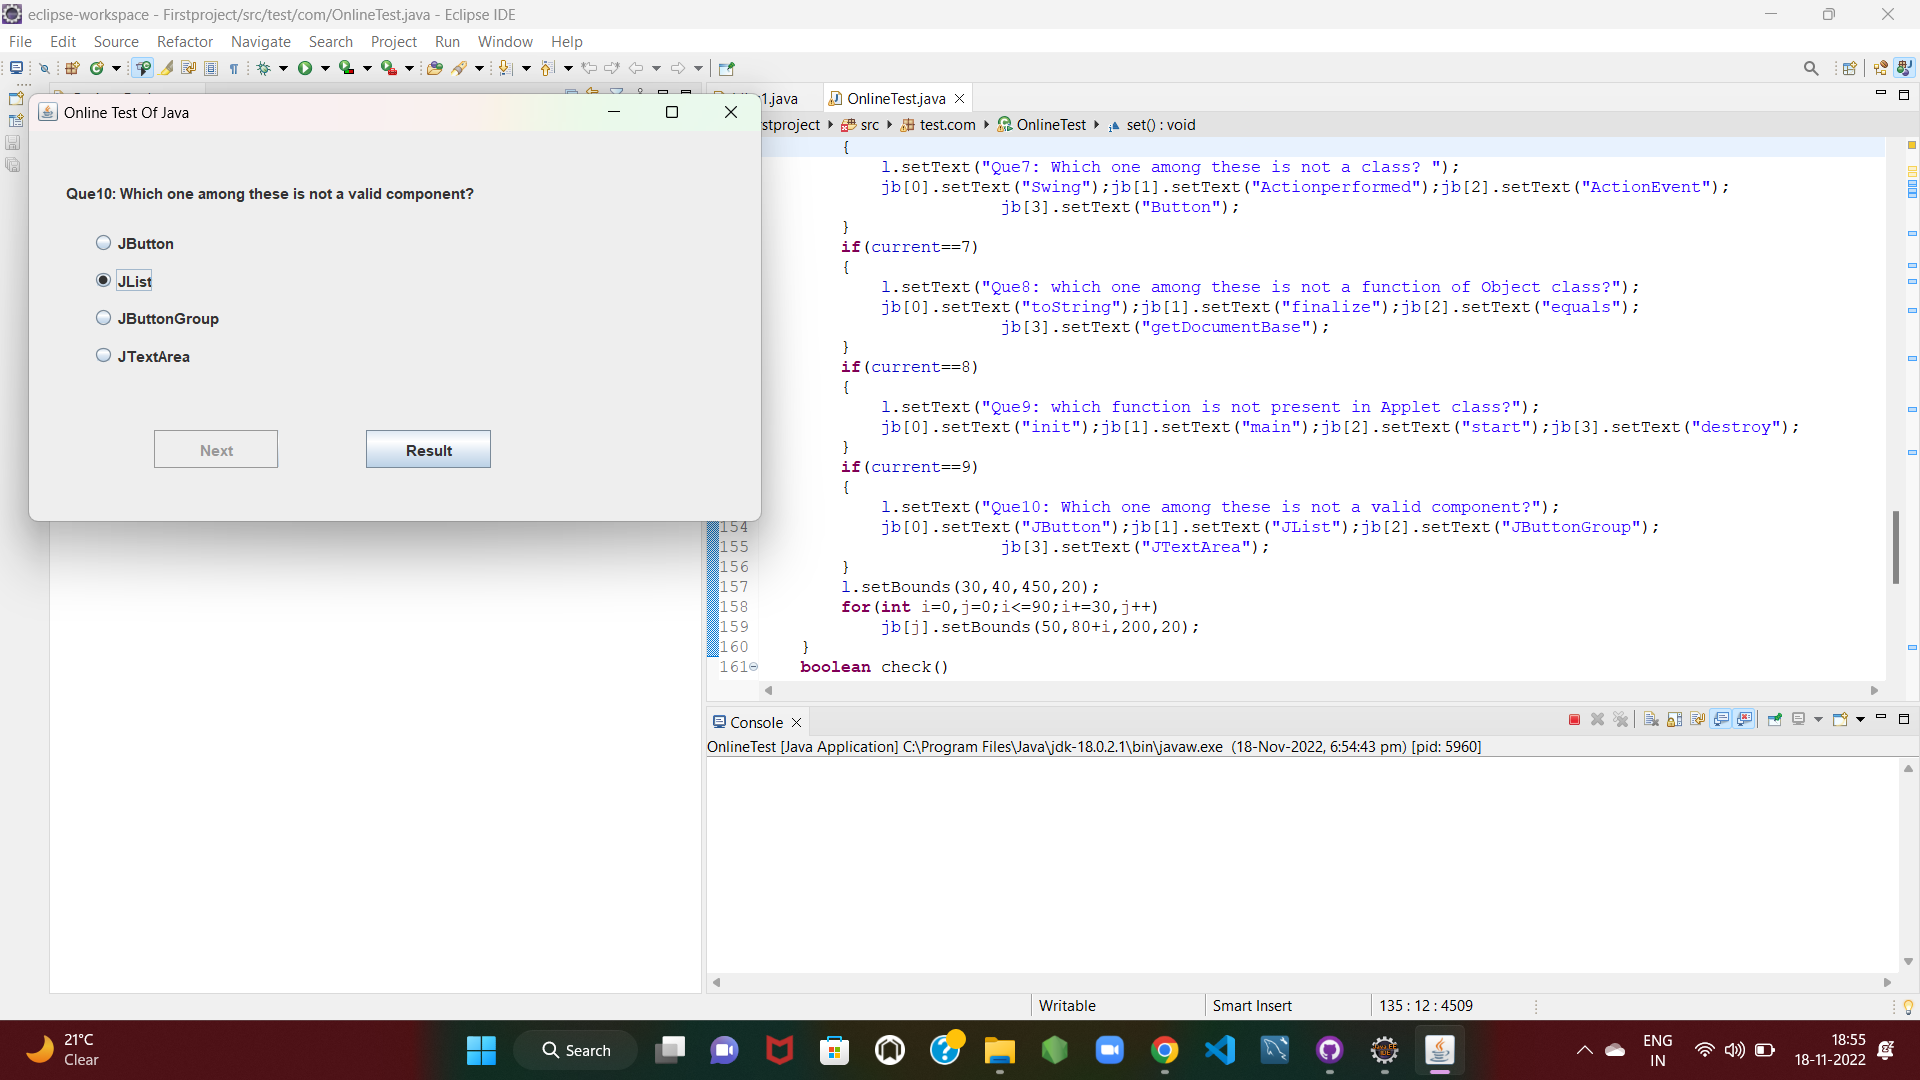 eclipse-workspace - Firstproject/src/test/com/OnlineTest.java - Eclipse IDE
File Edit Source Refactor Navigate Search Project Run Window Help
1.java OnlineTest.java
stproject src test.com OnlineTest set() : void
Online Test Of Java
Que10: Which one among these is not a valid component?
JButton
JList
JButtonGroup
JTextArea
Next Result
{
l.setText("Que7: Which one among these is not a class? ");
jb[0].setText("Swing");jb[1].setText("Actionperformed");jb[2].setText("ActionEvent");
jb[3].setText("Button");
}
if(current==7)
{
l.setText("Que8: which one among these is not a function of Object class?");
jb[0].setText("toString");jb[1].setText("finalize");jb[2].setText("equals");
jb[3].setText("getDocumentBase");
}
if(current==8)
{
l.setText("Que9: which function is not present in Applet class?");
jb[0].setText("init");jb[1].setText("main");jb[2].setText("start");jb[3].setText("destroy");
}
if(current==9)
{
l.setText("Que10: Which one among these is not a valid component?");
154 jb[0].setText("JButton");jb[1].setText("JList");jb[2].setText("JButtonGroup");
155 jb[3].setText("JTextArea");
156 }
157 l.setBounds(30,40,450,20);
158 for(int i=0,j=0;i<=90;i+=30,j++)
159 jb[j].setBounds(50,80+i,200,20);
160 }
161 boolean check()
Console
OnlineTest [Java Application] C:\Program Files\Java\jdk-18.0.2.1\bin\javaw.exe (18-Nov-2022, 6:54:43 pm) [pid: 5960]
Writable Smart Insert 135 : 12 : 4509
21°C
Clear
Search
ENG
IN
18:55
18-11-2022